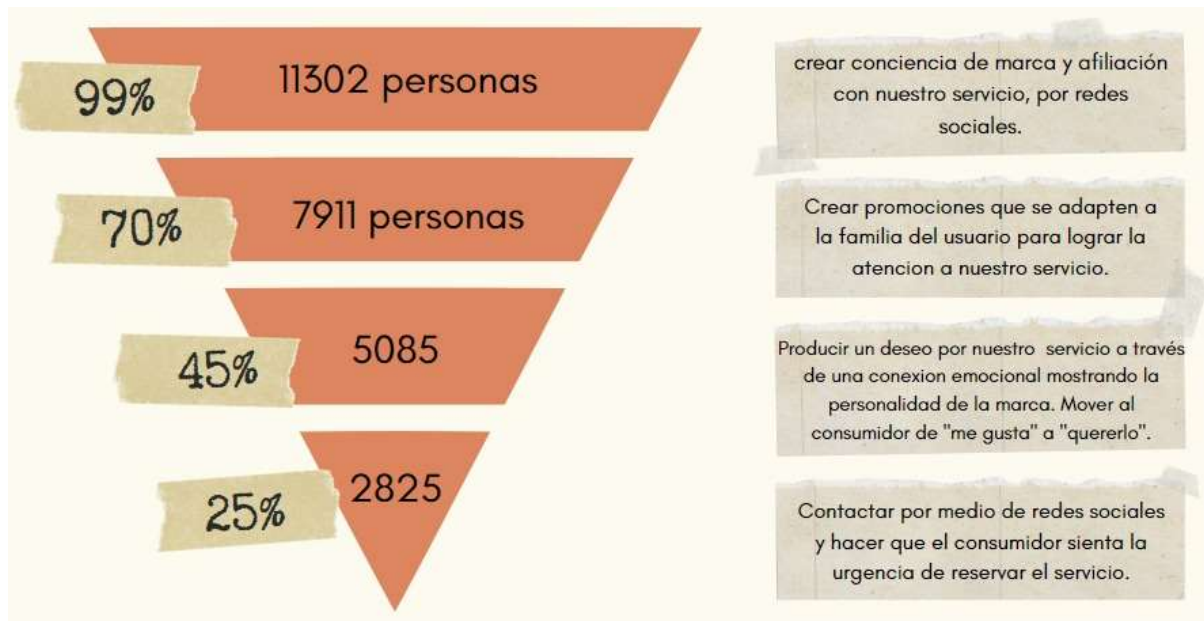 99%
11302 personas
crear conciencia de marca y afiliación
con nuestro servicio, por redes
sociales.
70%
7911 personas
Crear promociones que se adapten a
la familia del usuario para lograr la
atencion a nuestro servicio.
45%
5085
Producir un deseo por nuestro servicio a través
de una conexion emocional mostrando la
personalidad de la marca. Mover al
consumidor de "me gusta" a "quererlo".
25%
2825
Contactar por medio de redes sociales
y hacer que el consumidor sienta la
urgencia de reservar el servicio.